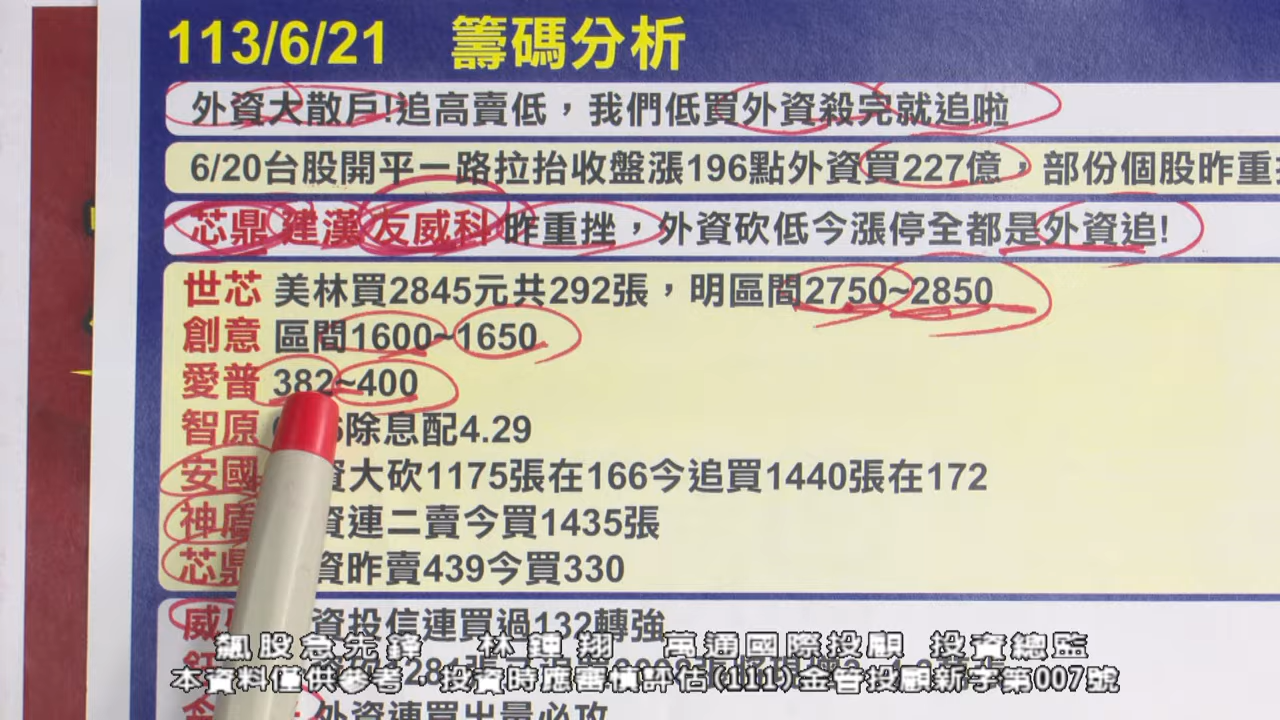 113/6/21 籌碼分析
外資大散戶!追高賣低，我們低買外資殺完就追啦
6/20台股開平一路拉抬收盤漲196點外資買227億，部份個股昨重
芯鼎 建漢 友威科 昨重挫，外資砍低今漲停全都是外資追!
世芯 美林買2845元共292張，明區間2750~2850
創意 區間1600~1650
愛普 382~400
智原 除息配4.29
安國 資大砍1175張在166今追買1440張在172
神盾 資連二賣今買1435張
芯鼎 資昨賣439今買330
威 資投信連買過132轉強
外資連買出量必攻
飆股急先鋒 林鍾翔 萬通國際投顧 投資總監
本資料僅供參考，投資時應審慎評估(111)金管投顧新字第007號